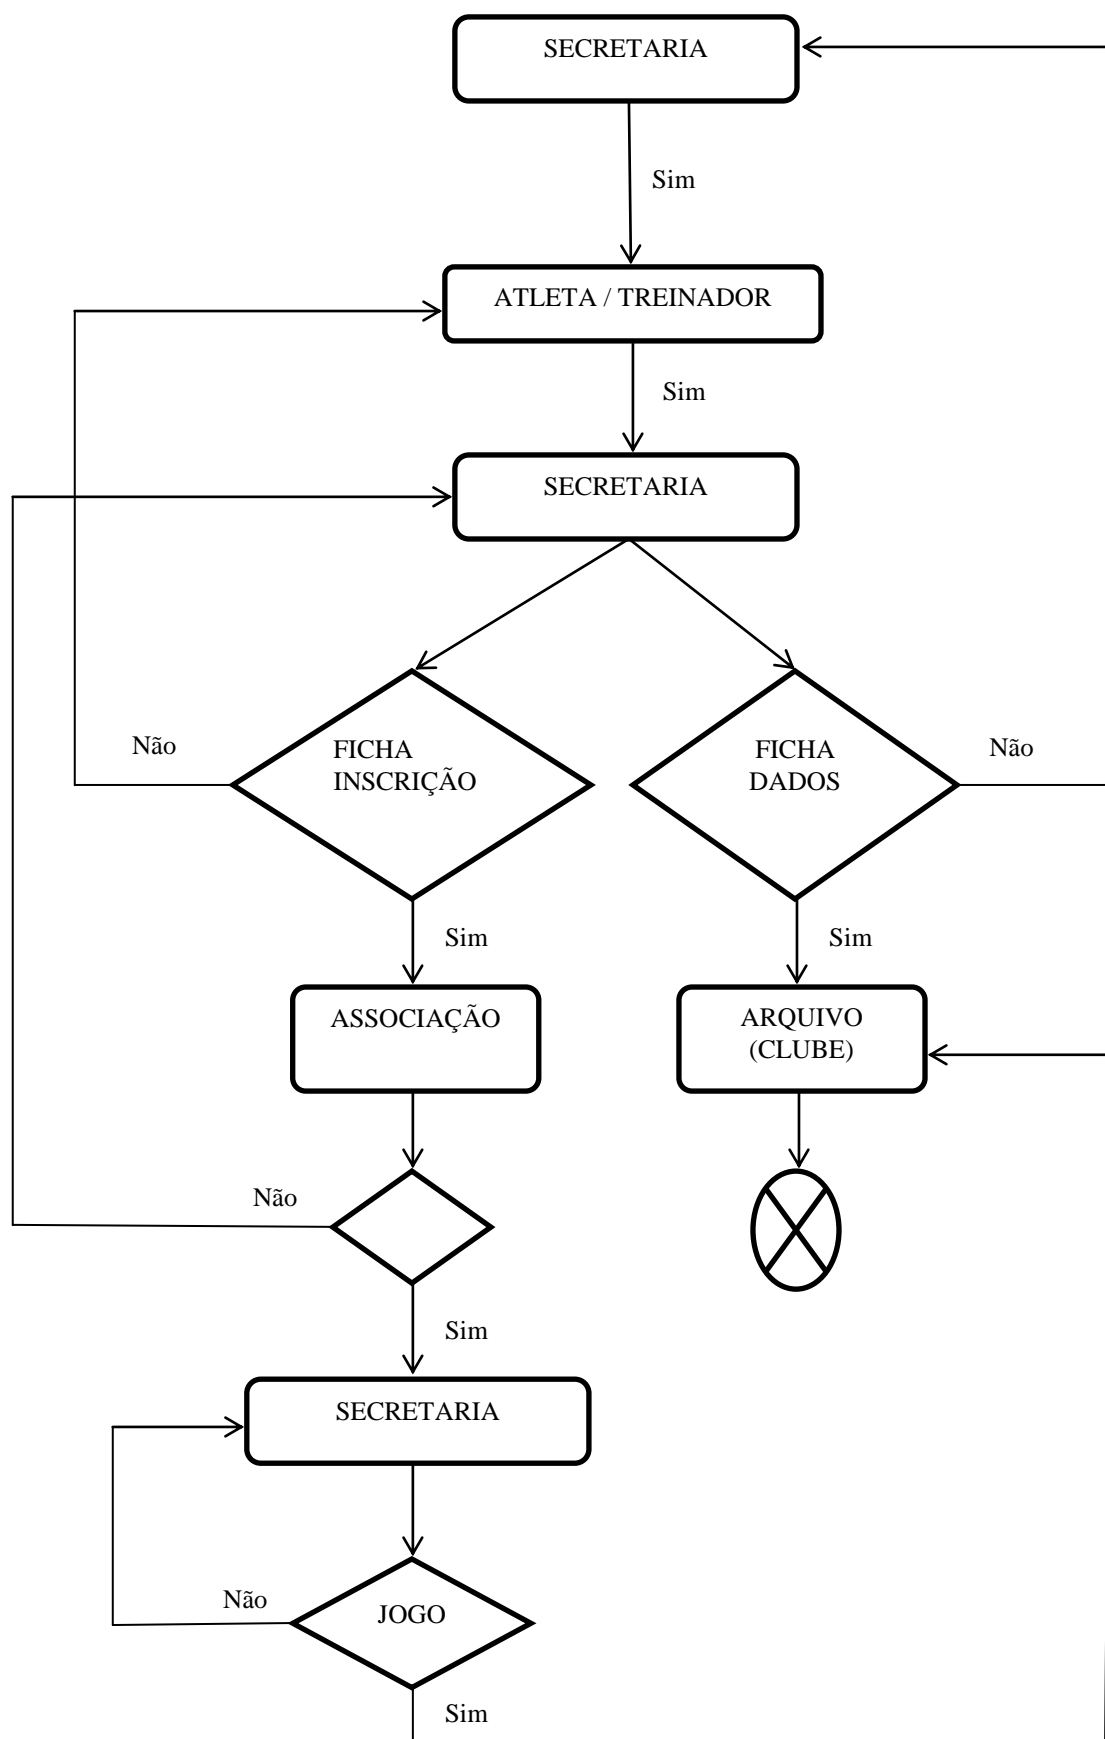 SECRETARIA
Sim
ATLETA / TREINADOR
Sim
SECRETARIA
Não
FICHA
INSCRIÇÃO
FICHA
DADOS
Não
Sim
Sim
ASSOCIAÇÃO
ARQUIVO
(CLUBE)
Não
Sim
SECRETARIA
Não
JOGO
Sim